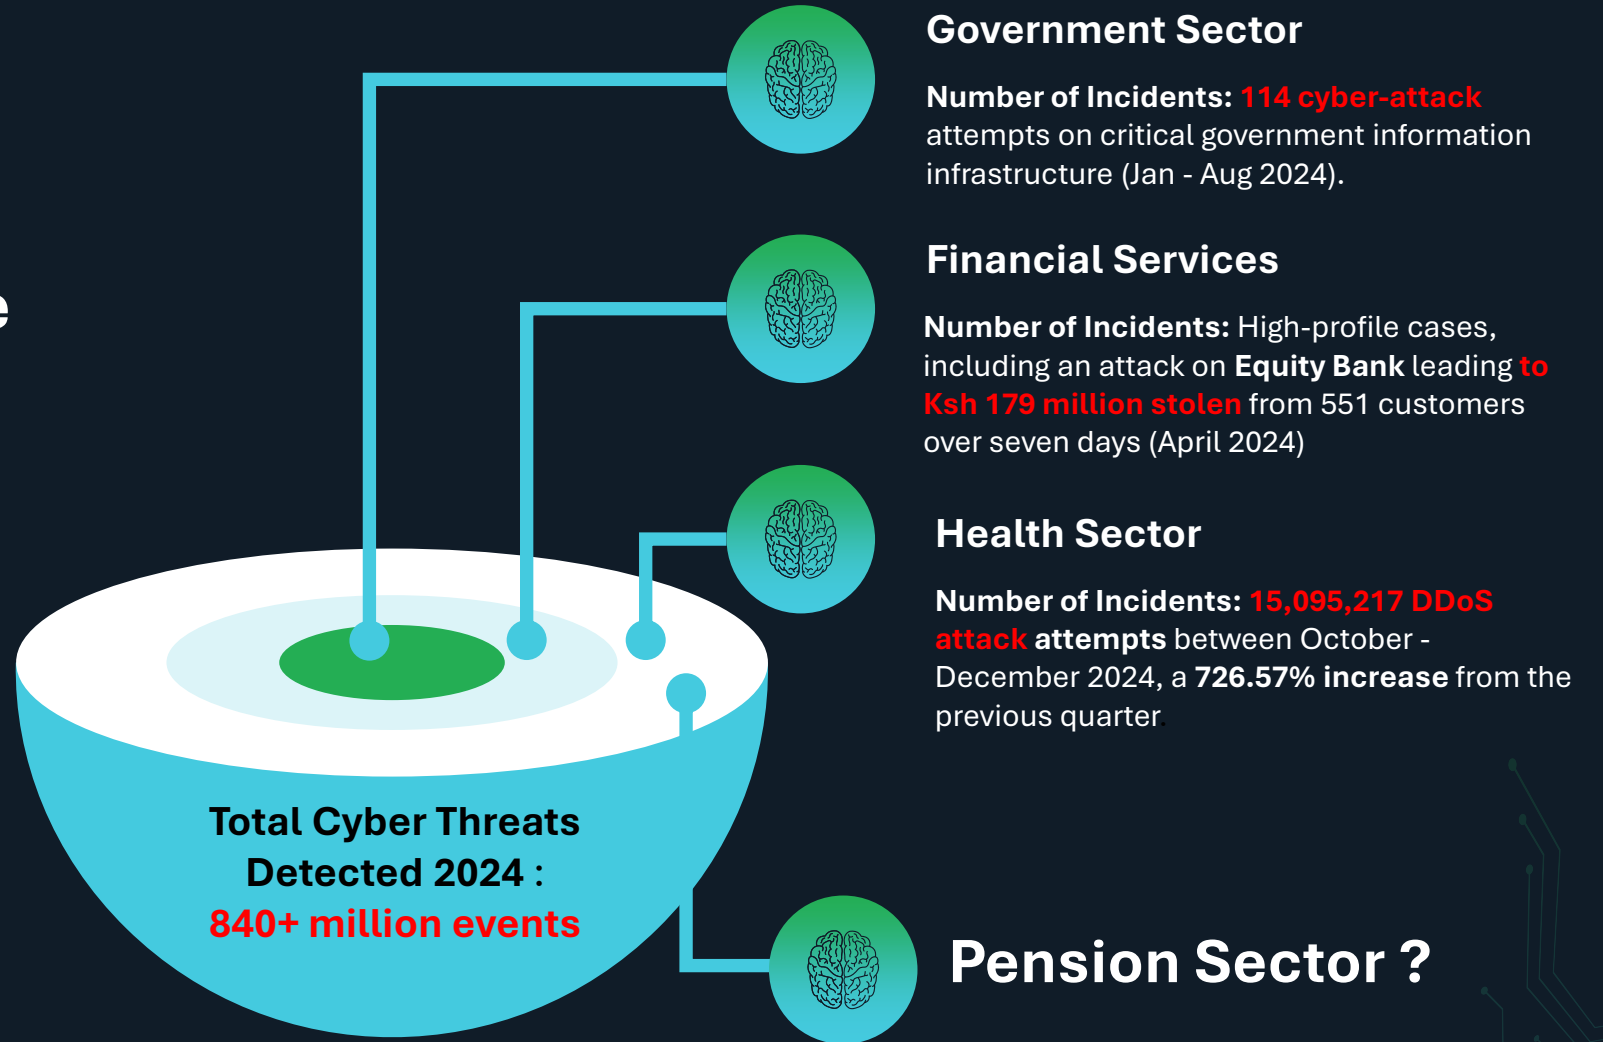 Government Sector
Number of Incidents: 114 cyber-attack
attempts on critical government information
infrastructure (Jan - Aug 2024).
Financial Services
Number of Incidents: High-profile cases,
including an attack on Equity Bank leading to
Ksh 179 million stolen from 551 customers
over seven days (April 2024)
Health Sector
Number of Incidents: 15,095,217 DDoS
attack attempts between October -
December 2024, a 726.57% increase from the
previous quarter.
Total Cyber Threats
Detected 2024 :
840+ million events
Pension Sector ?